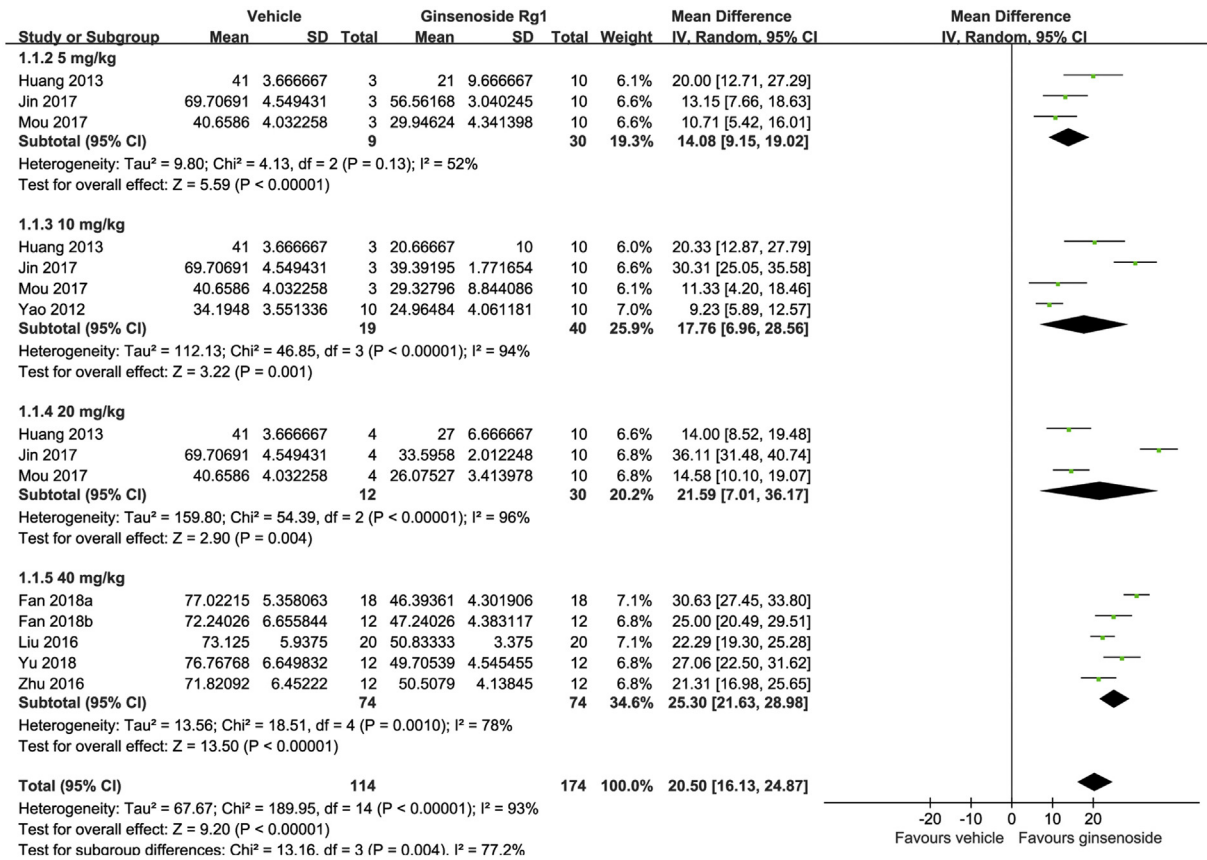 Vehicle Ginsenoside Rg1 Mean Difference Mean Difference
Study or Subgroup Mean SD Total Mean SD Total Weight IV, Random, 95% CI IV, Random, 95% CI
1.1.2 5 mg/kg
Huang 2013 41 3.666667 3 21 9.666667 10 6.1% 20.00 [12.71, 27.29]
Jin 2017 69.70691 4.549431 3 56.56168 3.040245 10 6.6% 13.15 [7.66, 18.63]
Mou 2017 40.6586 4.032258 3 29.94624 4.341398 10 6.6% 10.71 [5.42, 16.01]
Subtotal (95% CI) 9 30 19.3% 14.08 [9.15, 19.02]
Heterogeneity: Tau² = 9.80; Chi² = 4.13, df = 2 (P = 0.13); I² = 52%
Test for overall effect: Z = 5.59 (P < 0.00001)
1.1.3 10 mg/kg
Huang 2013 41 3.666667 3 20.66667 10 10 6.0% 20.33 [12.87, 27.79]
Jin 2017 69.70691 4.549431 3 39.39195 1.771654 10 6.6% 30.31 [25.05, 35.58]
Mou 2017 40.6586 4.032258 3 29.32796 8.844086 10 6.1% 11.33 [4.20, 18.46]
Yao 2012 34.1948 3.551336 10 24.96484 4.061181 10 7.0% 9.23 [5.89, 12.57]
Subtotal (95% CI) 19 40 25.9% 17.76 [6.96, 28.56]
Heterogeneity: Tau² = 112.13; Chi² = 46.85, df = 3 (P < 0.00001); I² = 94%
Test for overall effect: Z = 3.22 (P = 0.001)
1.1.4 20 mg/kg
Huang 2013 41 3.666667 4 27 6.666667 10 6.6% 14.00 [8.52, 19.48]
Jin 2017 69.70691 4.549431 4 33.5958 2.012248 10 6.8% 36.11 [31.48, 40.74]
Mou 2017 40.6586 4.032258 4 26.07527 3.413978 10 6.8% 14.58 [10.10, 19.07]
Subtotal (95% CI) 12 30 20.2% 21.59 [7.01, 36.17]
Heterogeneity: Tau² = 159.80; Chi² = 54.39, df = 2 (P < 0.00001); I² = 96%
Test for overall effect: Z = 2.90 (P = 0.004)
1.1.5 40 mg/kg
Fan 2018a 77.02215 5.358063 18 46.39361 4.301906 18 7.1% 30.63 [27.45, 33.80]
Fan 2018b 72.24026 6.655844 12 47.24026 4.383117 12 6.8% 25.00 [20.49, 29.51]
Liu 2016 73.125 5.9375 20 50.83333 3.375 20 7.1% 22.29 [19.30, 25.28]
Yu 2018 76.76768 6.649832 12 49.70539 4.545455 12 6.8% 27.06 [22.50, 31.62]
Zhu 2016 71.82092 6.45222 12 50.5079 4.13845 12 6.8% 21.31 [16.98, 25.65]
Subtotal (95% CI) 74 74 34.6% 25.30 [21.63, 28.98]
Heterogeneity: Tau² = 13.56; Chi² = 18.51, df = 4 (P = 0.0010); I² = 78%
Test for overall effect: Z = 13.50 (P < 0.00001)
Total (95% CI) 114 174 100.0% 20.50 [16.13, 24.87]
Heterogeneity: Tau² = 67.67; Chi² = 189.95, df = 14 (P < 0.00001); I² = 93%
Test for overall effect: Z = 9.20 (P < 0.00001)
Test for subgroup differences: Chi² = 13.16, df = 3 (P = 0.004), I² = 77.2%
-20 -10 0 10 20
Favours vehicle Favours ginsenoside